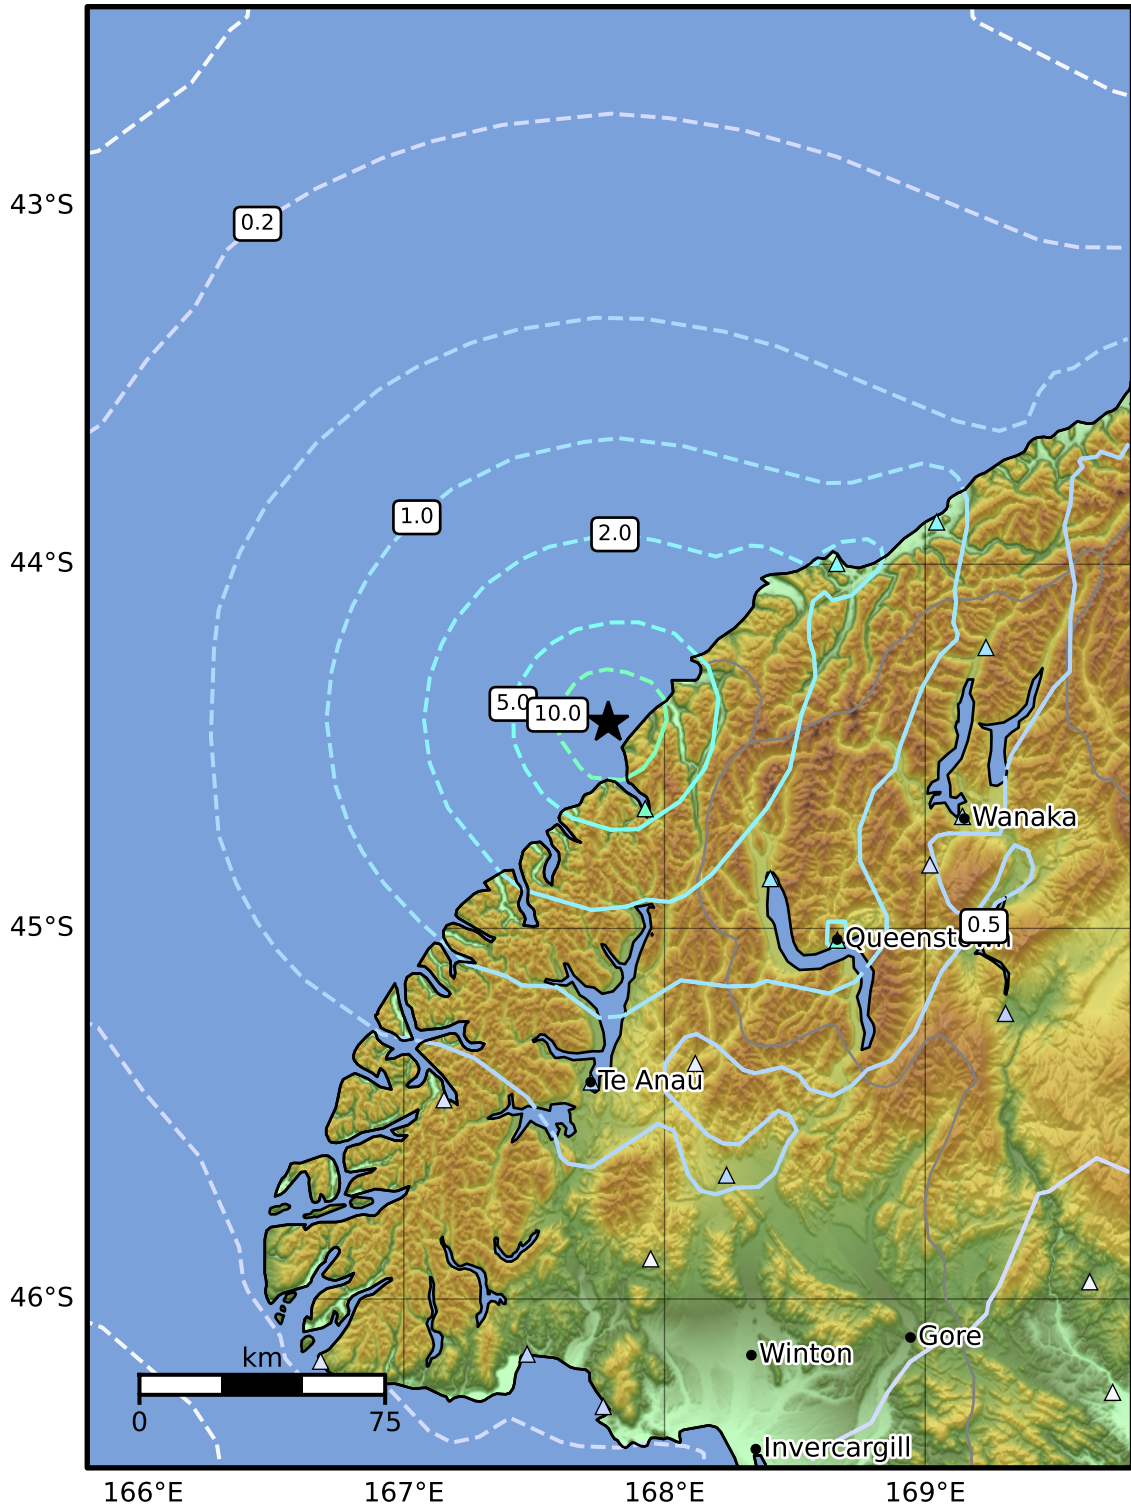 43°S
0.2
1.0
2.0
44°S
5.0
10.0
Wanaka
0.5
Queenstown
45°S
Te Anau
46°S
Gore
Winton
km
0
75
Invercargill
166°E
167°E
168°E
169°E